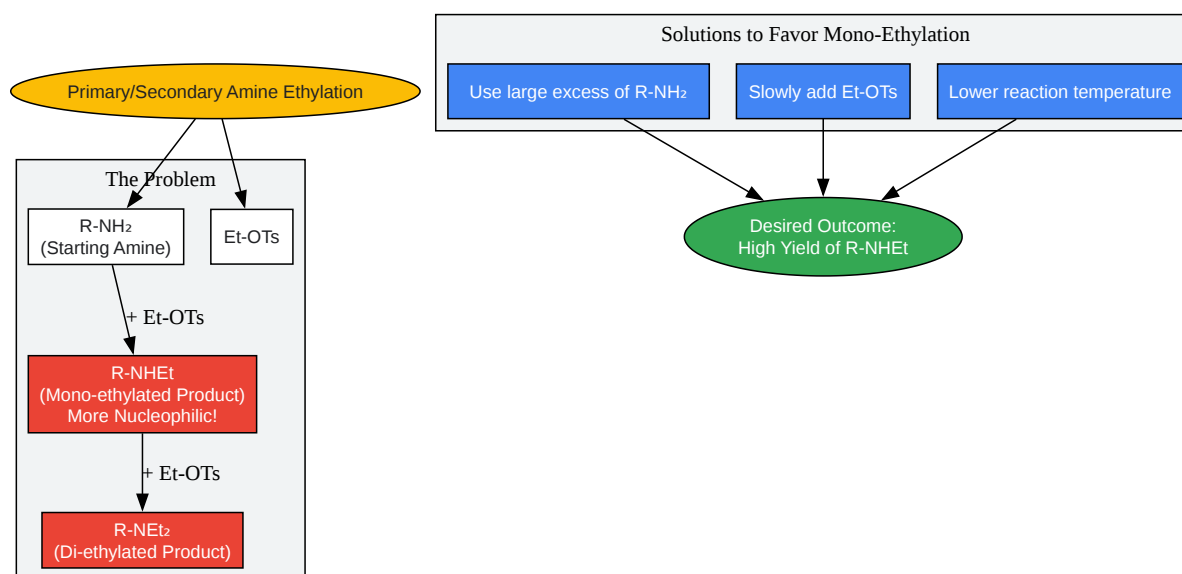 Primary/Secondary Amine Ethylation
The Problem
R-NH₂
(Starting Amine)
Et-OTs
+ Et-OTs
R-NHEt
(Mono-ethylated Product)
More Nucleophilic!
+ Et-OTs
R-NEt₂
(Di-ethylated Product)
Solutions to Favor Mono-Ethylation
Use large excess of R-NH₂
Slowly add Et-OTs
Lower reaction temperature
Desired Outcome:
High Yield of R-NHEt